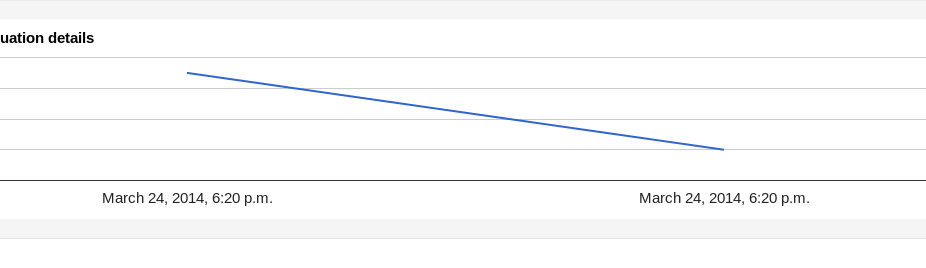 uation details
March 24, 2014, 6:20 p.m. March 24, 2014, 6:20 p.m.